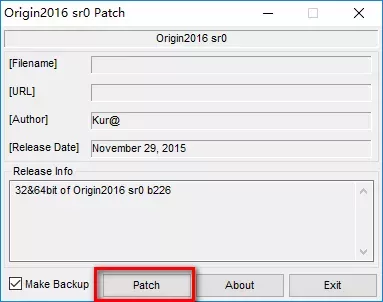 Origin2016 sr0 Patch
Origin2016 sr0
[Filename]
[URL]
[Author] Kur@
[Release Date] November 29, 2015
Release Info
32&64bit of Origin2016 sr0 b226
Make Backup Patch About Exit